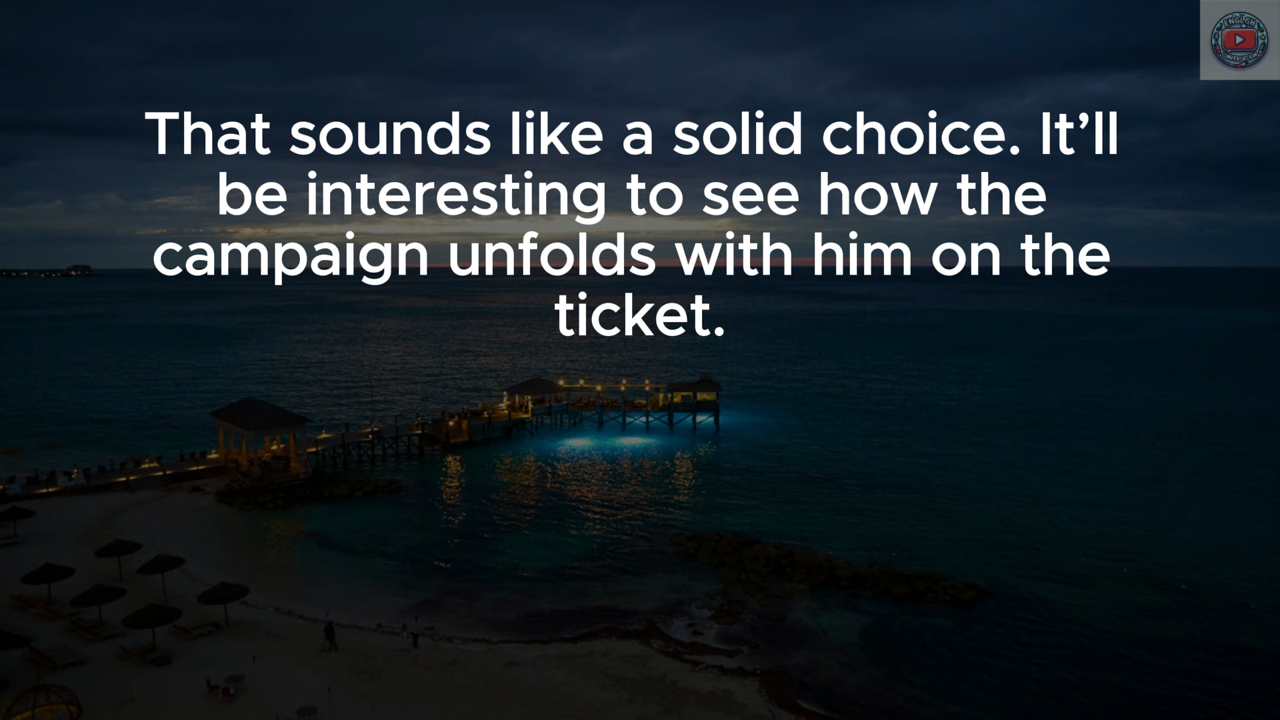 ENGLISH
That sounds like a solid choice. It’ll
be interesting to see how the
campaign unfolds with him on the
ticket.